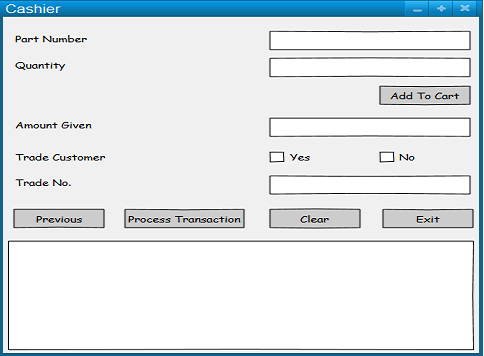 Cashier
Part Number
Quantity
Add To Cart
Amount Given
Trade Customer Yes No
Trade No.
Previous Process Transaction Clear Exit